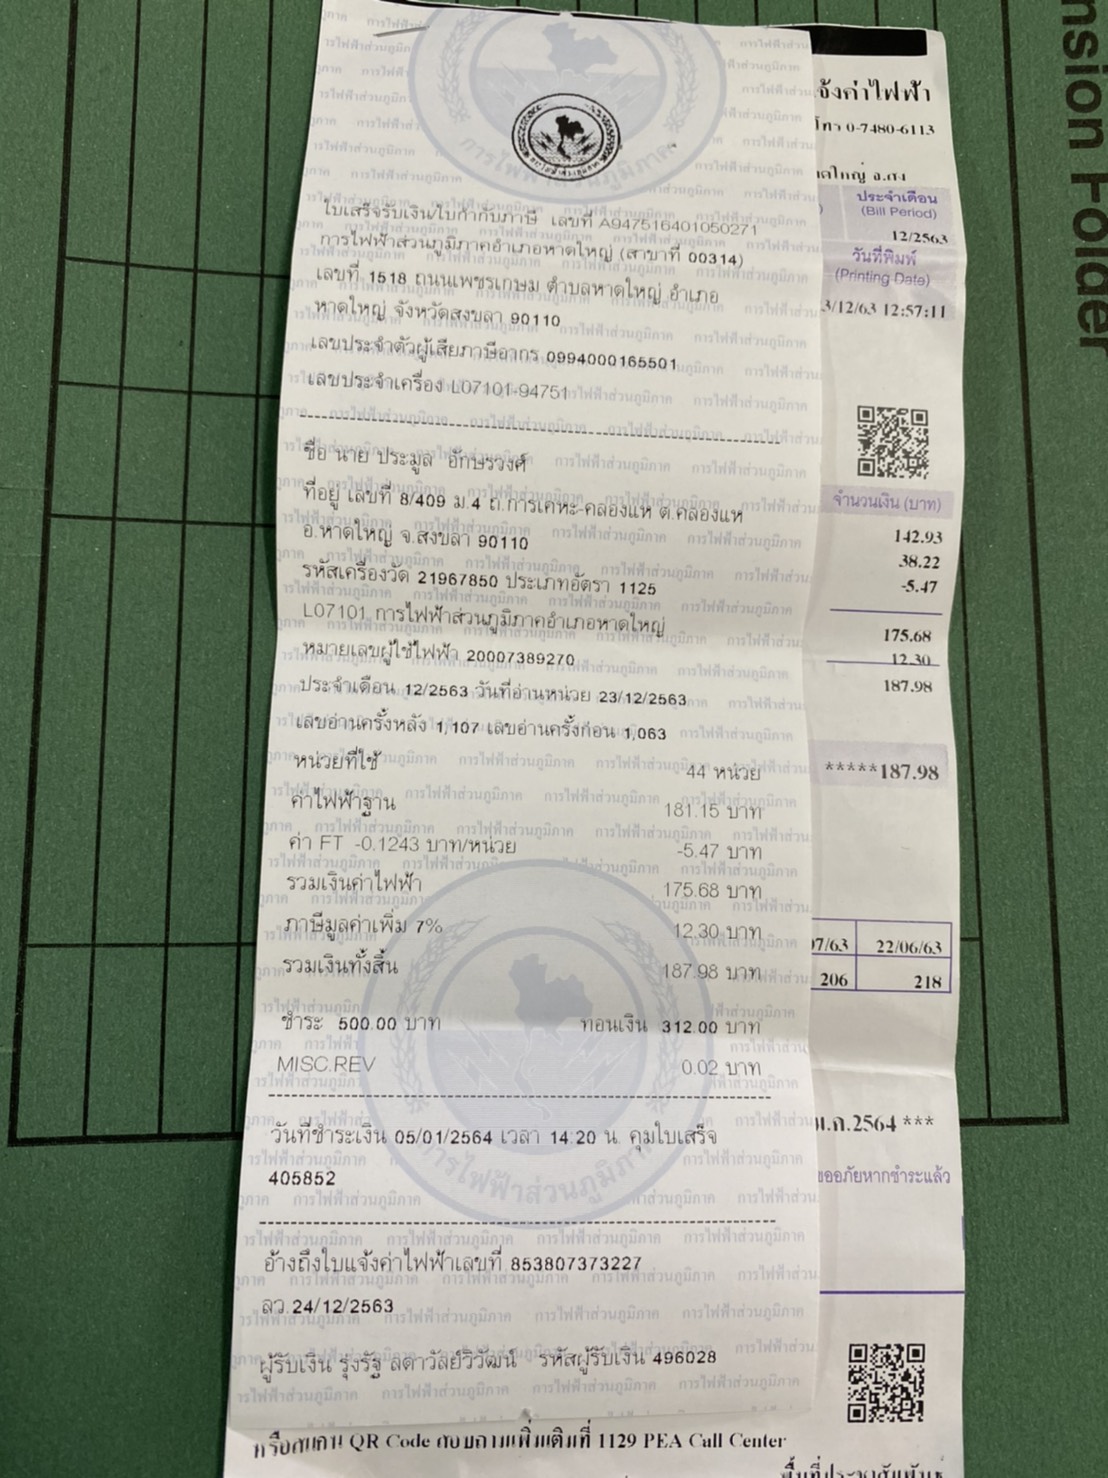 nsion Folder
จ้งค่าไฟฟ้า
โทร 0-7480-6113
าดใหญ่ อ.สง
ประจำเดือน
(Bill Period)
12/2563
วันที่พิมพ์
(Printing Date)
3/12/63 12:57:11
ใบเสร็จรับเงิน/ใบกำกับภาษี เลขที่ A947516401050271
การไฟฟ้าส่วนภูมิภาคอำเภอหาดใหญ่ (สาขาที่ 00314)
เลขที่ 1518 ถนนเพชรเกษม ตำบลหาดใหญ่ อำเภอ
หาดใหญ่ จังหวัดสงขลา 90110
เลขประจำตัวผู้เสียภาษีอากร 0994000165501
เลขประจำเครื่อง L07101-94751
ชื่อ นาย ประมูล อักษรวงศ์
ที่อยู่ เลขที่ 8/409 ม.4 ถ.การเคหะ-คลองแห ต.คลองแห
อ.หาดใหญ่ จ.สงขลา 90110
รหัสเครื่องวัด 21967850 ประเภทอัตรา 1125
L07101 การไฟฟ้าส่วนภูมิภาคอำเภอหาดใหญ่
หมายเลขผู้ใช้ไฟฟ้า 20007389270
ประจำเดือน 12/2563 วันที่อ่านหน่วย 23/12/2563
เลขอ่านครั้งหลัง 1,107 เลขอ่านครั้งก่อน 1,063
หน่วยที่ใช้ 44 หน่วย
ค่าไฟฟ้าฐาน 181.15 บาท
ค่า FT -0.1243 บาท/หน่วย -5.47 บาท
รวมเงินค่าไฟฟ้า 175.68 บาท
ภาษีมูลค่าเพิ่ม 7% 12.30 บาท
รวมเงินทั้งสิ้น 187.98 บาท
ชำระ 500.00 บาท ทอนเงิน 312.00 บาท
MISC.REV 0.02 บาท
วันที่ชำระเงิน 05/01/2564 เวลา 14:20 น. คุมใบเสร็จ
405852
อ้างถึงใบแจ้งค่าไฟฟ้าเลขที่ 853807373227
ลว.24/12/2563
ผู้รับเงิน รุ่งรัฐ ลดาวัลย์วิวัฒน์ รหัสผู้รับเงิน 496028
จำนวนเงิน (บาท)
142.93
38.22
-5.47
175.68
12.30
187.98
*****187.98
07/63 22/06/63
206 218
ม.ค.2564 ***
ขออภัยหากชำระแล้ว
หรือสแกน QR Code สอบถามเพิ่มเติมที่ 1129 PEA Call Center
พื้นที่ประชาสัมพันธ์
การไฟฟ้าส่วนภูมิภาค